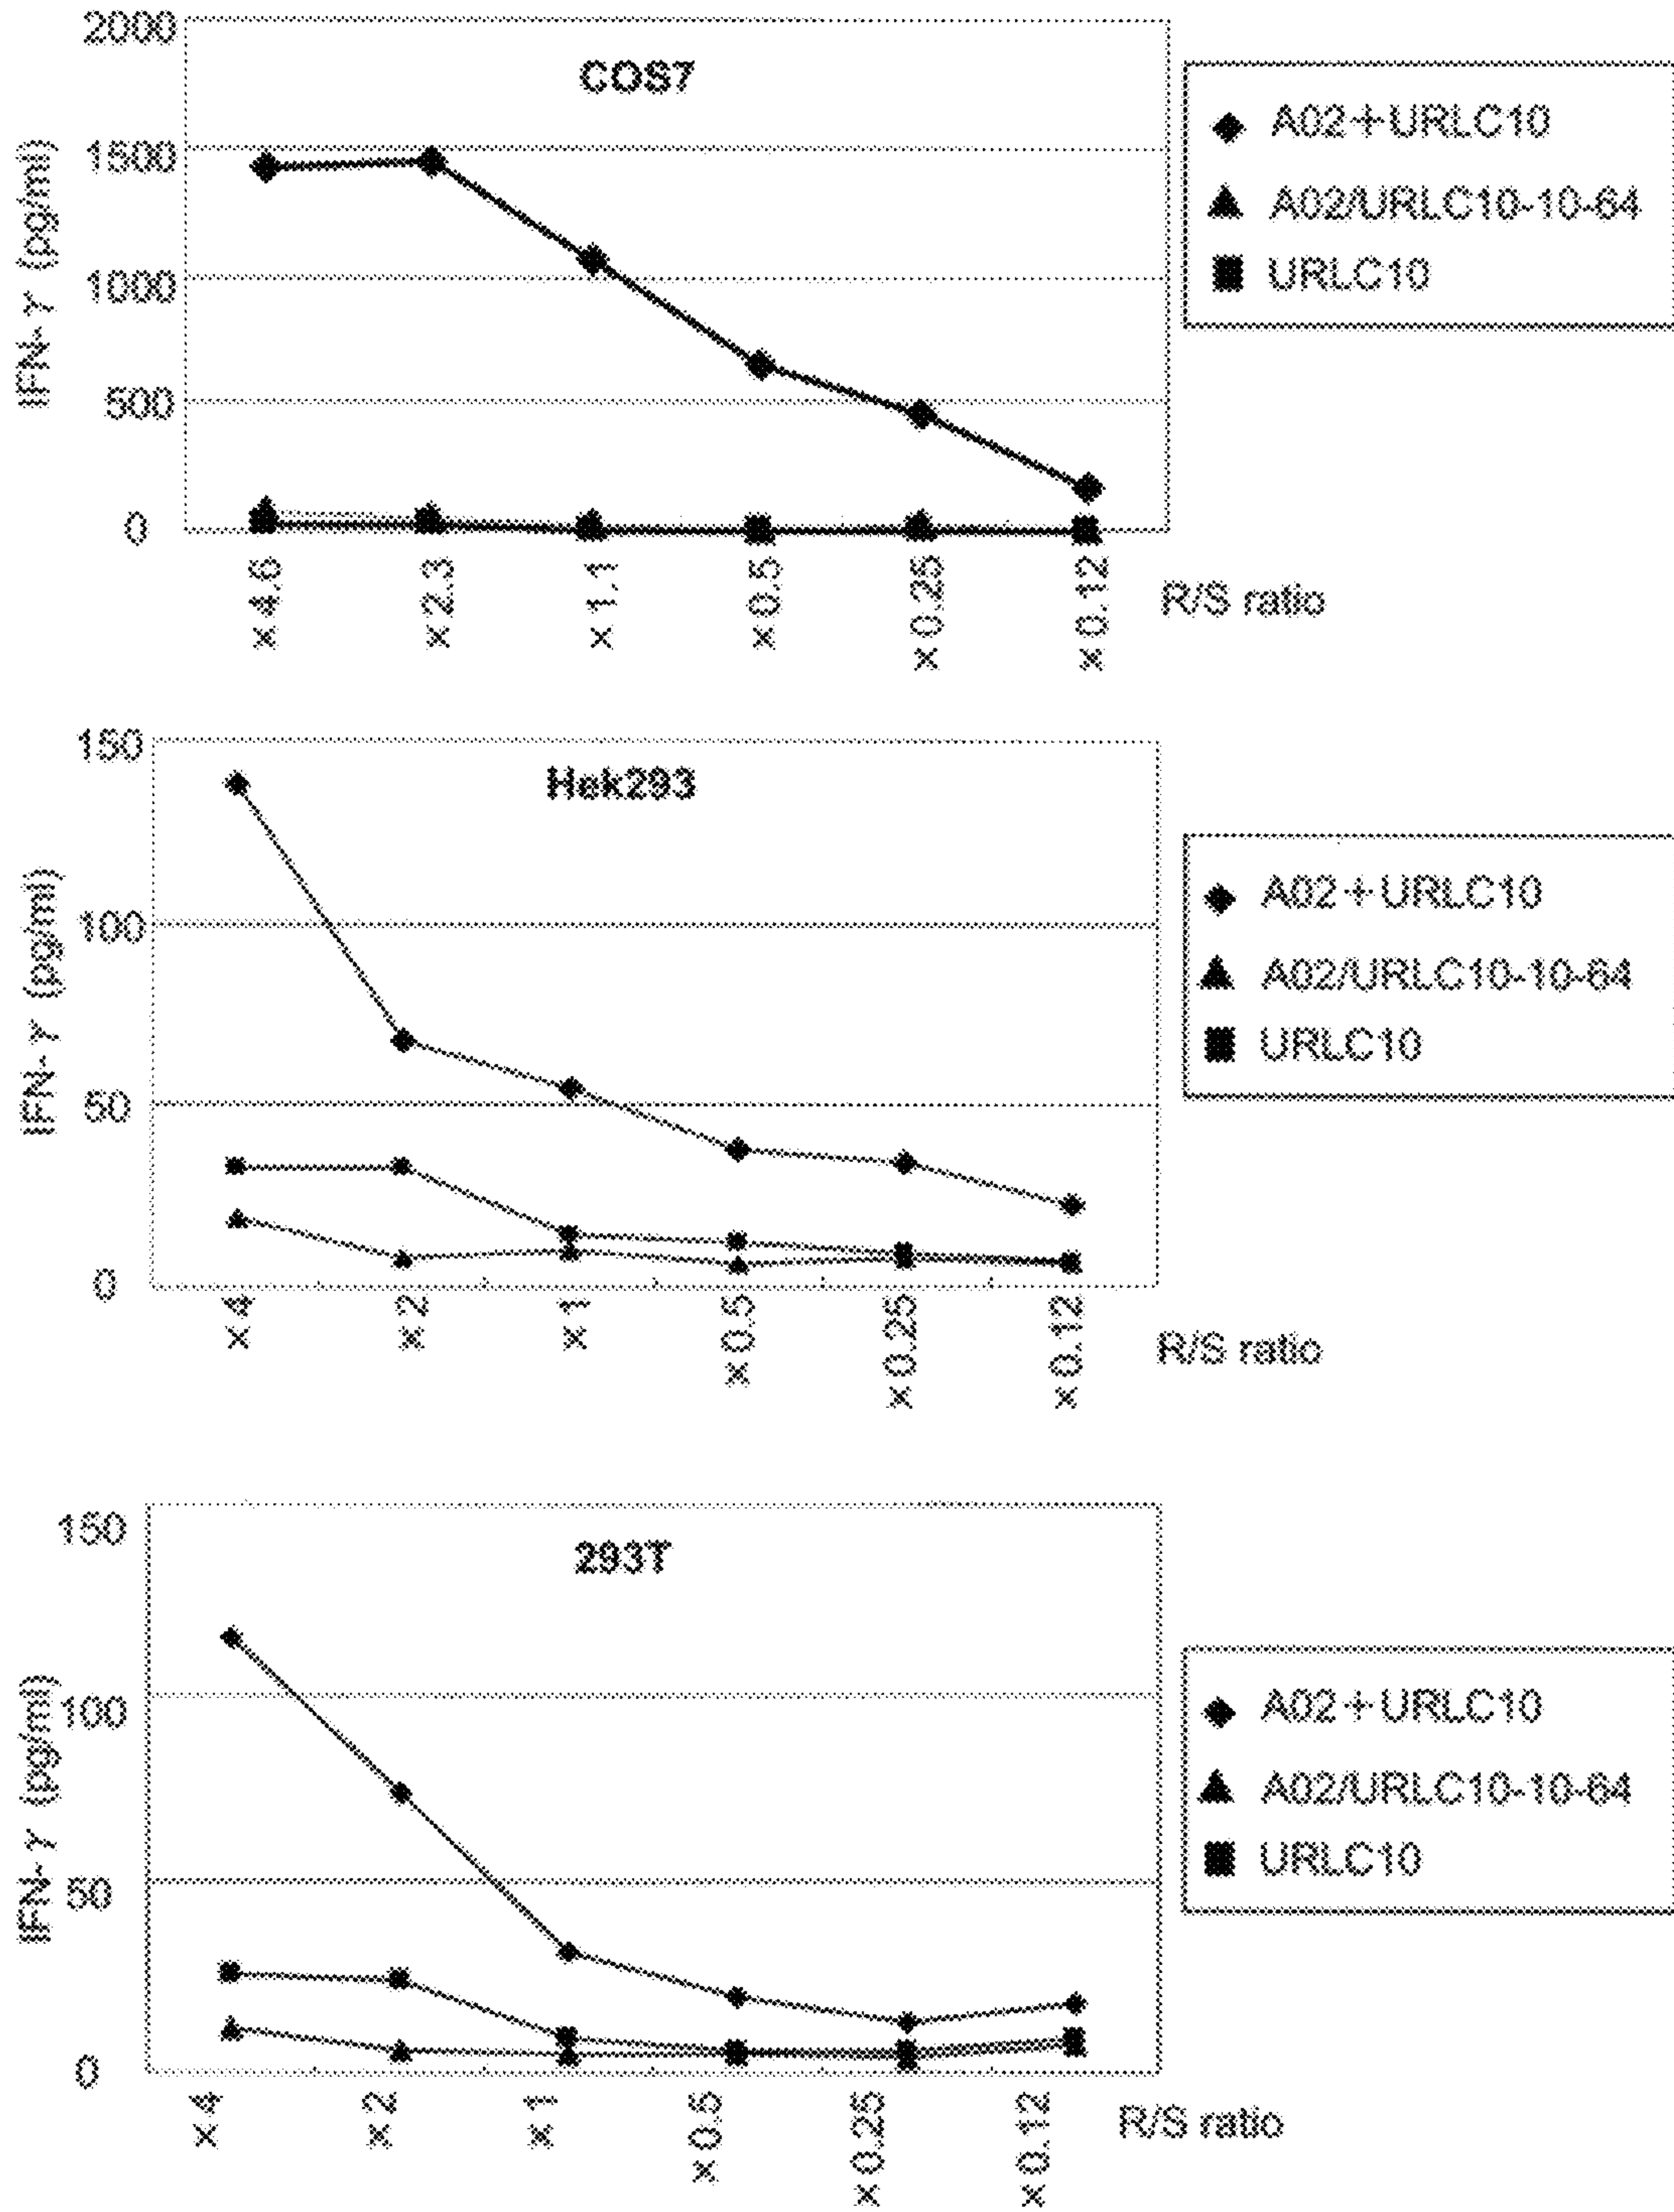 COS7
IFN-γ (pg/ml)
2000
1500
1000
500
0
×4.6
×2.3
×1.1
×0.5
×0.25
×0.12
R/S ratio
A02+URLC10
A02/URLC10-10-64
URLC10
Hek293
IFN-γ (pg/ml)
150
100
50
0
×4
×2
×1
×0.5
×0.25
×0.12
R/S ratio
A02+URLC10
A02/URLC10-10-64
URLC10
293T
IFN-γ (pg/ml)
150
100
50
0
×4
×2
×1
×0.5
×0.25
×0.12
R/S ratio
A02+URLC10
A02/URLC10-10-64
URLC10